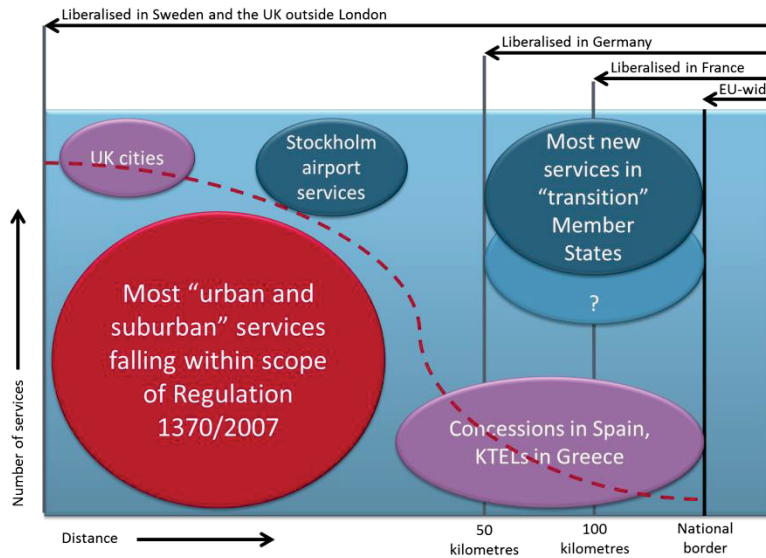 Liberalised in Sweden and the UK outside London
Liberalised in Germany
Liberalised in France
EU-wid
UK cities
Stockholm
airport
services
Most new
services in
“transition”
Member
States
?
Most “urban and
suburban” services
falling within scope
of Regulation
1370/2007
Concessions in Spain,
KTELs in Greece
Number of services
Distance
50
kilometres
100
kilometres
National
border